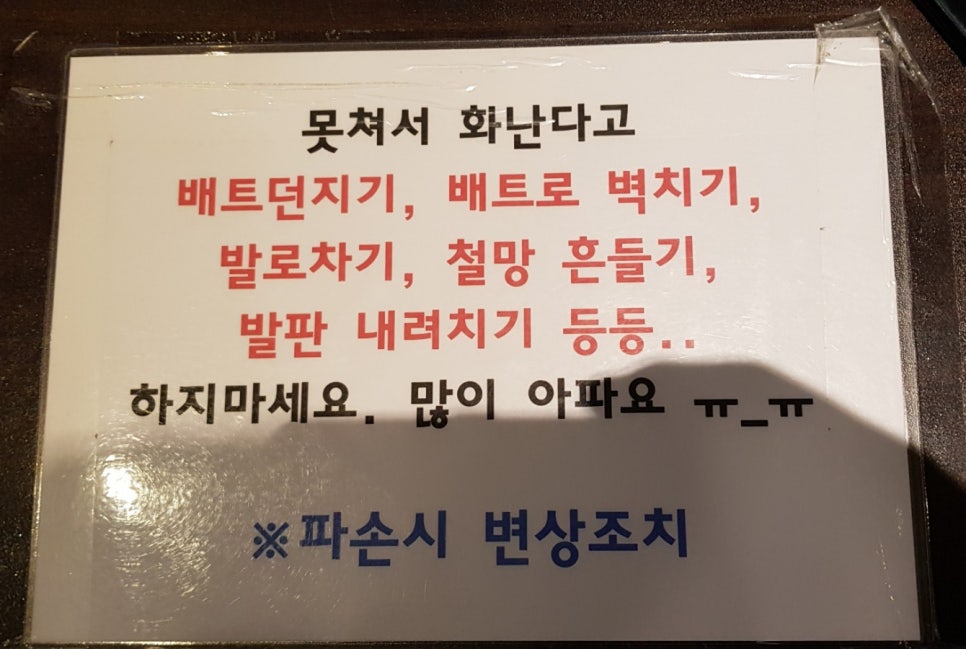 못쳐서 화난다고
배트던지기, 배트로 벽치기,
발로차기, 철망 흔들기,
발판 내려치기 등등..
하지마세요. 많이 아파요 ㅠ_ㅠ
※파손시 변상조치